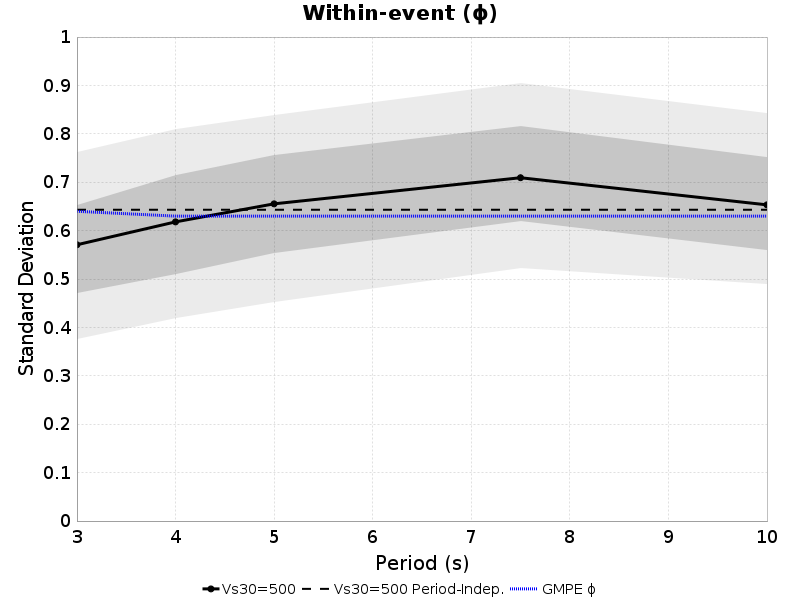 Within-event (ϕ)
1
0.9
0.8
0.7
0.6
0.5
0.4
0.3
0.2
0.1
0
Standard Deviation
3 4 5 6 7 8 9 10
Period (s)
Vs30=500 Vs30=500 Period-Indep. GMPE ϕ